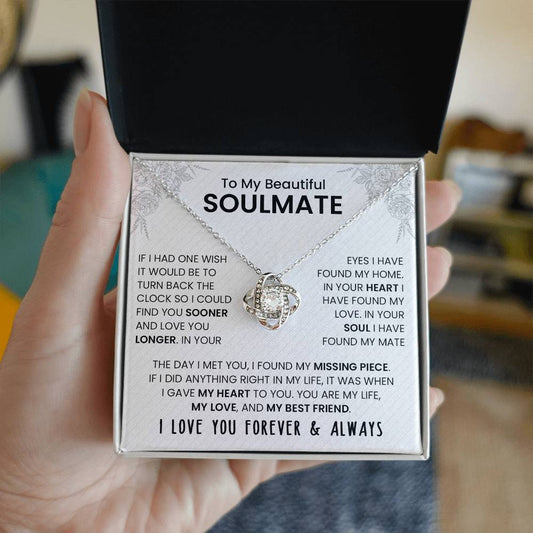 To My Beautiful
SOULMATE
IF I HAD ONE WISH
IT WOULD BE TO
TURN BACK THE
CLOCK SO I COULD
FIND YOU SOONER
AND LOVE YOU
LONGER. IN YOUR
EYES I HAVE
FOUND MY HOME.
IN YOUR HEART I
HAVE FOUND MY
LOVE. IN YOUR
SOUL I HAVE
FOUND MY MATE
THE DAY I MET YOU, I FOUND MY MISSING PIECE.
IF I DID ANYTHING RIGHT IN MY LIFE, IT WAS WHEN
I GAVE MY HEART TO YOU. YOU ARE MY LIFE,
MY LOVE, AND MY BEST FRIEND.
I LOVE YOU FOREVER & ALWAYS